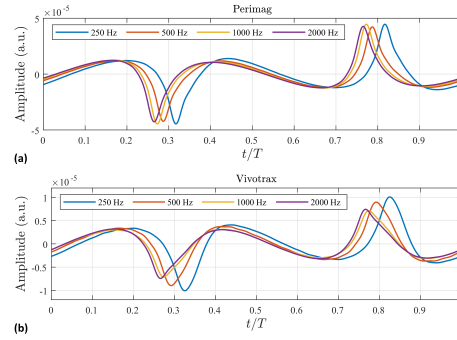 Perimag
×10⁻⁵
5
0
-5
Amplitude (a.u.)
250 Hz 500 Hz 1000 Hz 2000 Hz
0 0.1 0.2 0.3 0.4 0.5 0.6 0.7 0.8 0.9
t/T
(a)
Vivotrax
×10⁻⁵
1
0.5
0
-0.5
-1
Amplitude (a.u.)
250 Hz 500 Hz 1000 Hz 2000 Hz
0 0.1 0.2 0.3 0.4 0.5 0.6 0.7 0.8 0.9
t/T
(b)